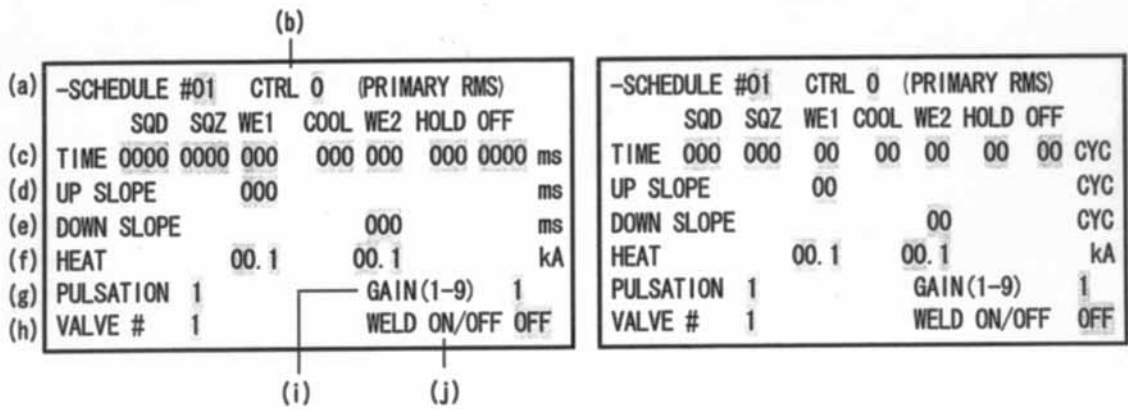 (b)
(a) -SCHEDULE #01 CTRL 0 (PRIMARY RMS)
SQD SQZ WE1 COOL WE2 HOLD OFF
(c) TIME 0000 0000 000 000 000 000 0000 ms
(d) UP SLOPE 000 ms
(e) DOWN SLOPE 000 ms
(f) HEAT 00.1 00.1 kA
(g) PULSATION 1 GAIN(1-9) 1
(h) VALVE # 1 WELD ON/OFF OFF
(i) (j)
-SCHEDULE #01 CTRL 0 (PRIMARY RMS)
SQD SQZ WE1 COOL WE2 HOLD OFF
TIME 000 000 00 00 00 00 00 CYC
UP SLOPE 00 CYC
DOWN SLOPE 00 CYC
HEAT 00.1 00.1 kA
PULSATION 1 GAIN(1-9) 1
VALVE # 1 WELD ON/OFF OFF